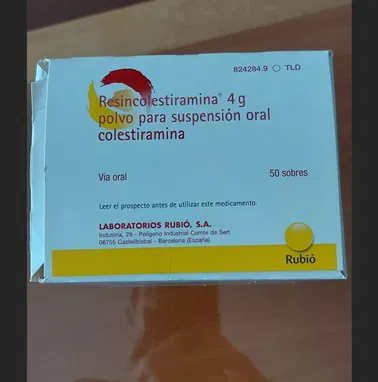 824284.9 TLD
Resincolestiramina® 4 g
polvo para suspensión oral
colestiramina
Vía oral 50 sobres
Leer el prospecto antes de utilizar este medicamento.
LABORATORIOS RUBIÓ, S.A.
Industria, 29 - Polígono Industrial Comte de Sert
08755 Castellbisbal - Barcelona (España)
Rubió